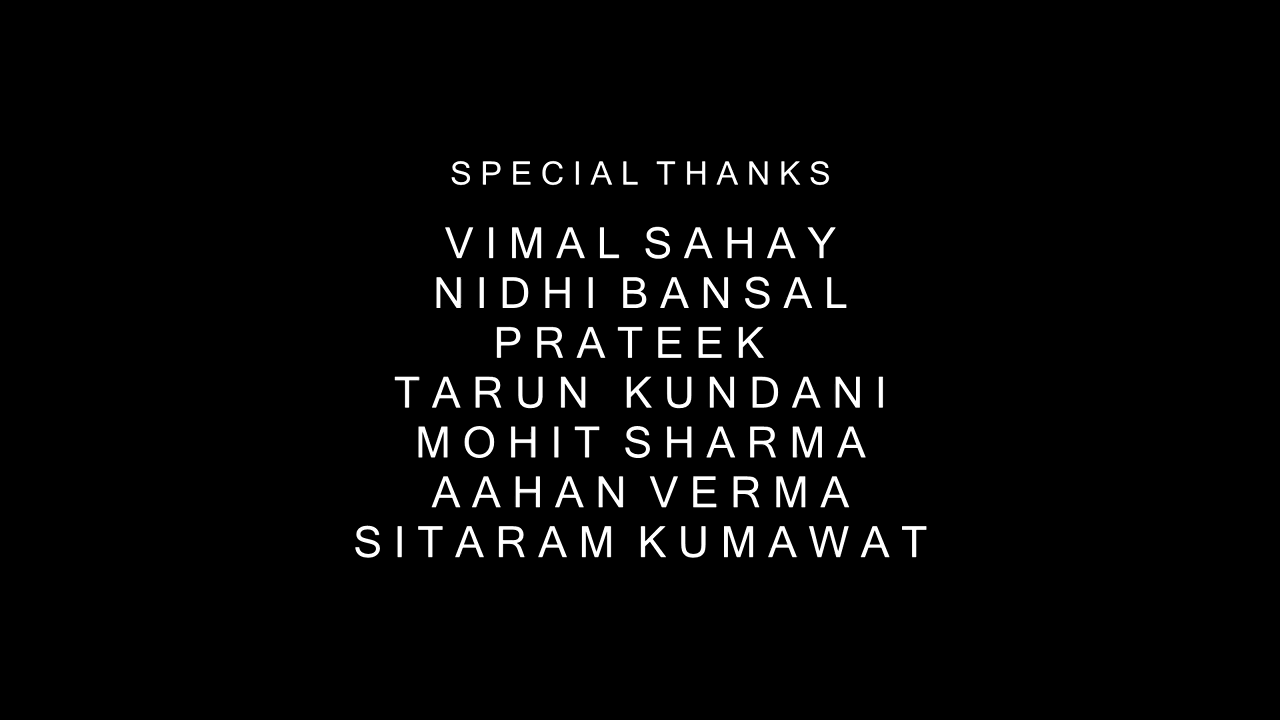 SPECIAL THANKS
VIMAL SAHAY
NIDHI BANSAL
PRATEEK
TARUN KUNDANI
MOHIT SHARMA
AAHAN VERMA
SITARAM KUMAWAT